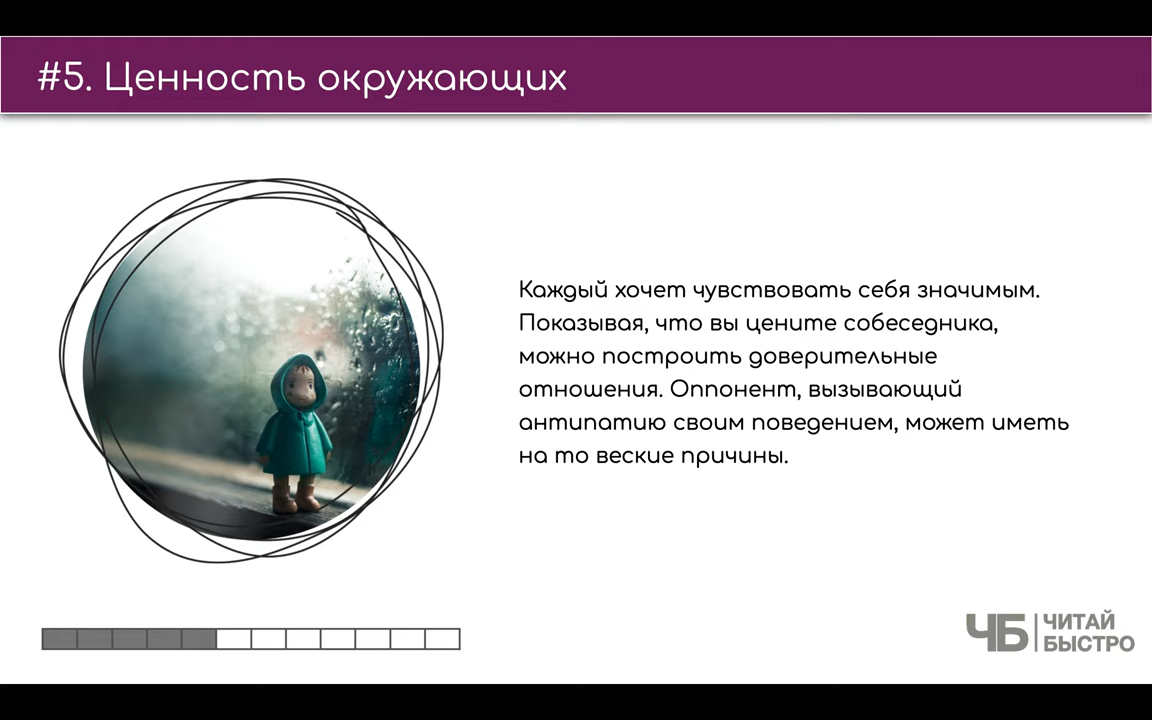 #5. Ценность окружающих
Каждый хочет чувствовать себя значимым.
Показывая, что вы цените собеседника,
можно построить доверительные
отношения. Оппонент, вызывающий
антипатию своим поведением, может иметь
на то веские причины.
ЧБ
ЧИТАЙ
БЫСТРО